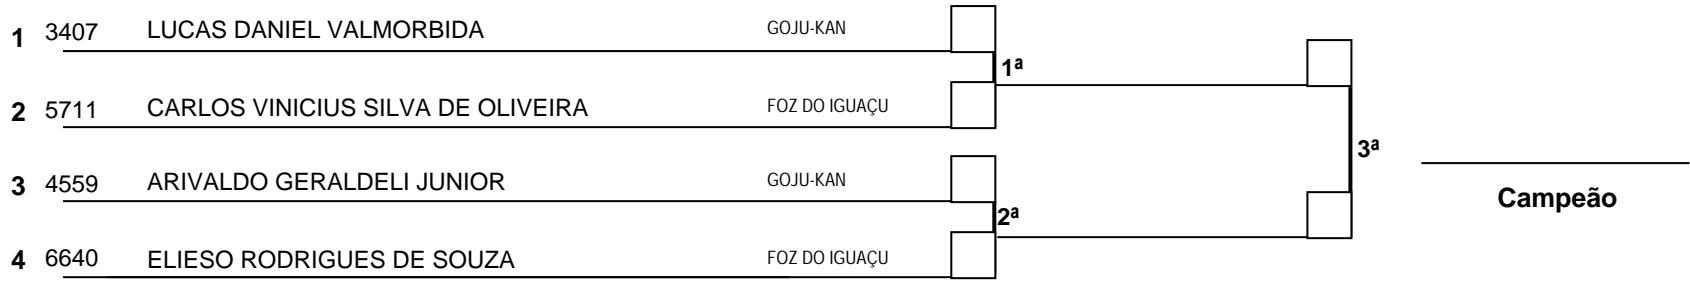 1 3407 LUCAS DANIEL VALMORBIDA GOJU-KAN
1ª
2 5711 CARLOS VINICIUS SILVA DE OLIVEIRA FOZ DO IGUAÇU
3ª
3 4559 ARIVALDO GERALDELI JUNIOR GOJU-KAN
Campeão
2ª
4 6640 ELIESO RODRIGUES DE SOUZA FOZ DO IGUAÇU